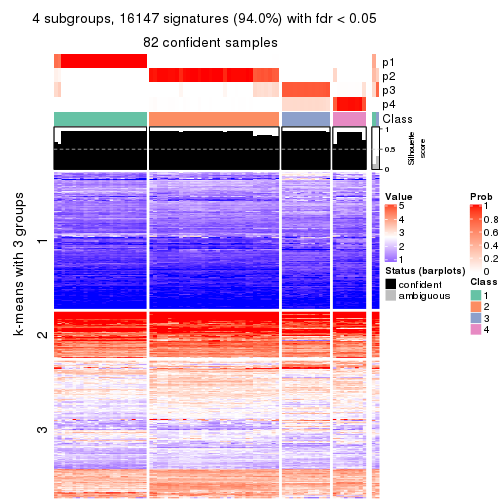 4 subgroups, 16147 signatures (94.0%) with fdr < 0.05
82 confident samples
p1
p2
p3
p4
Class
1
0.5
0
Silhouette
score
k-means with 3 groups
1
2
3
Value
5
4
3
2
1
Status (barplots)
confident
ambiguous
Prob
1
0.8
0.6
0.4
0.2
0
Class
1
2
3
4